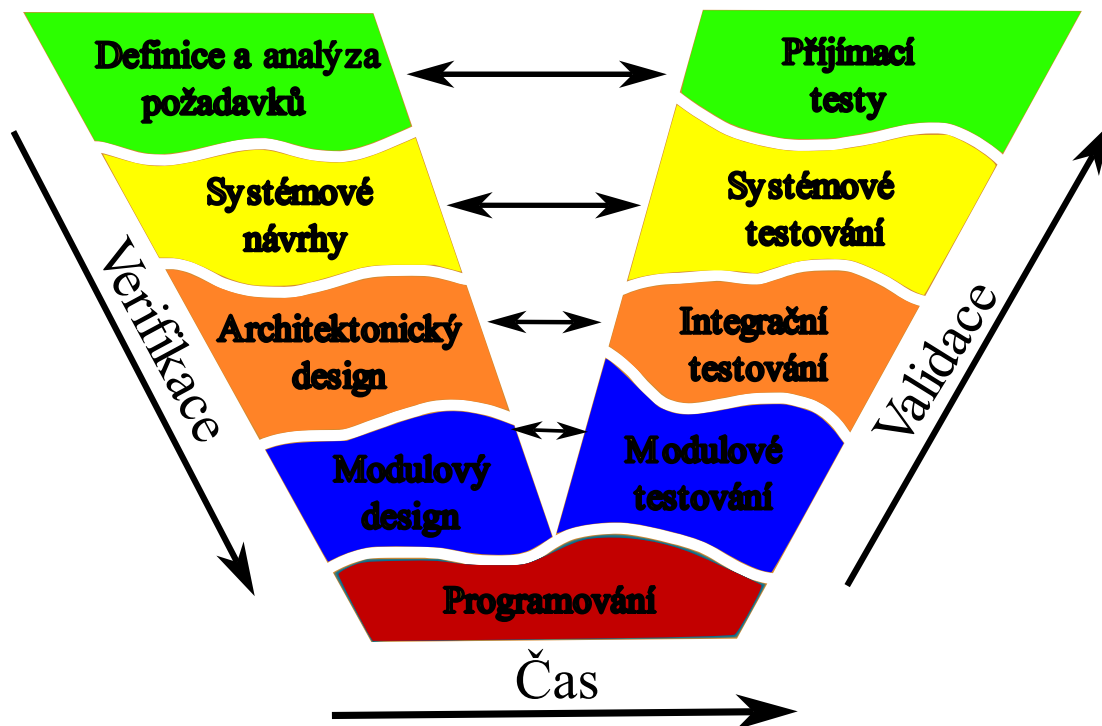 Definice a analýza
požadavků
Příjímací
testy
Systémové
návrhy
Systémové
testování
Verifikace
Architektonický
design
Integrační
testování
Validace
Modulový
design
Modulové
testování
Programování
Čas